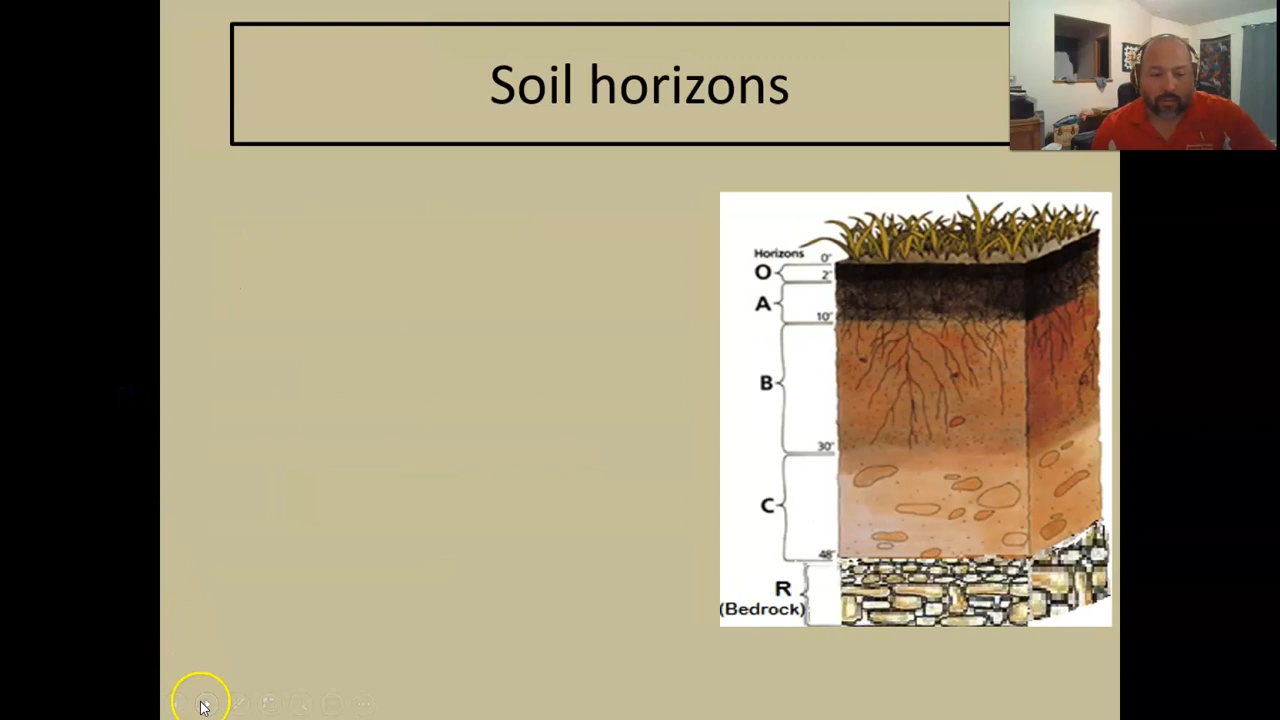 Soil horizons
Horizons
0"
O
2"
A
10"
B
30"
C
48"
R
(Bedrock)